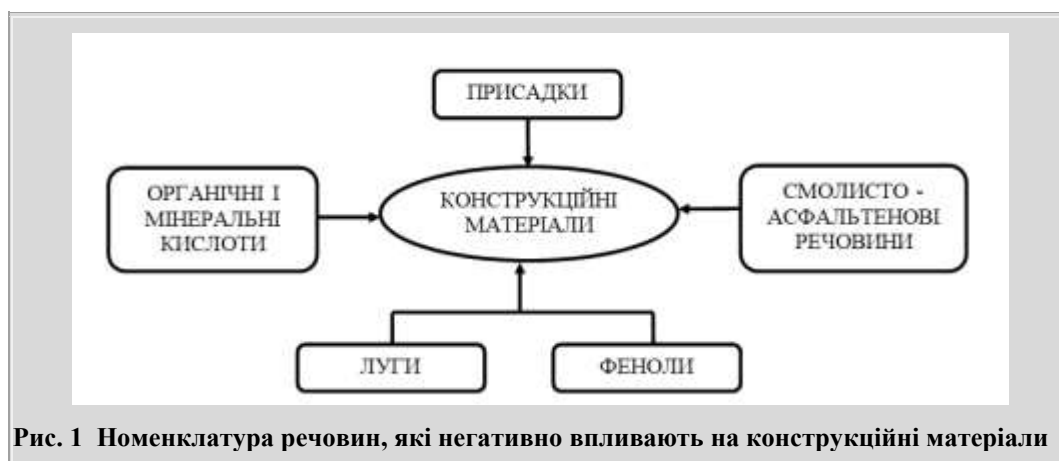 ПРИСАДКИ
ОРГАНІЧНІ І
МІНЕРАЛЬНІ
КИСЛОТИ
КОНСТРУКЦІЙНІ
МАТЕРІАЛИ
СМОЛИСТО -
АСФАЛЬТЕНОВІ
РЕЧОВИНИ
ЛУГИ
ФЕНОЛИ
Рис. 1 Номенклатура речовин, які негативно впливають на конструкційні матеріали